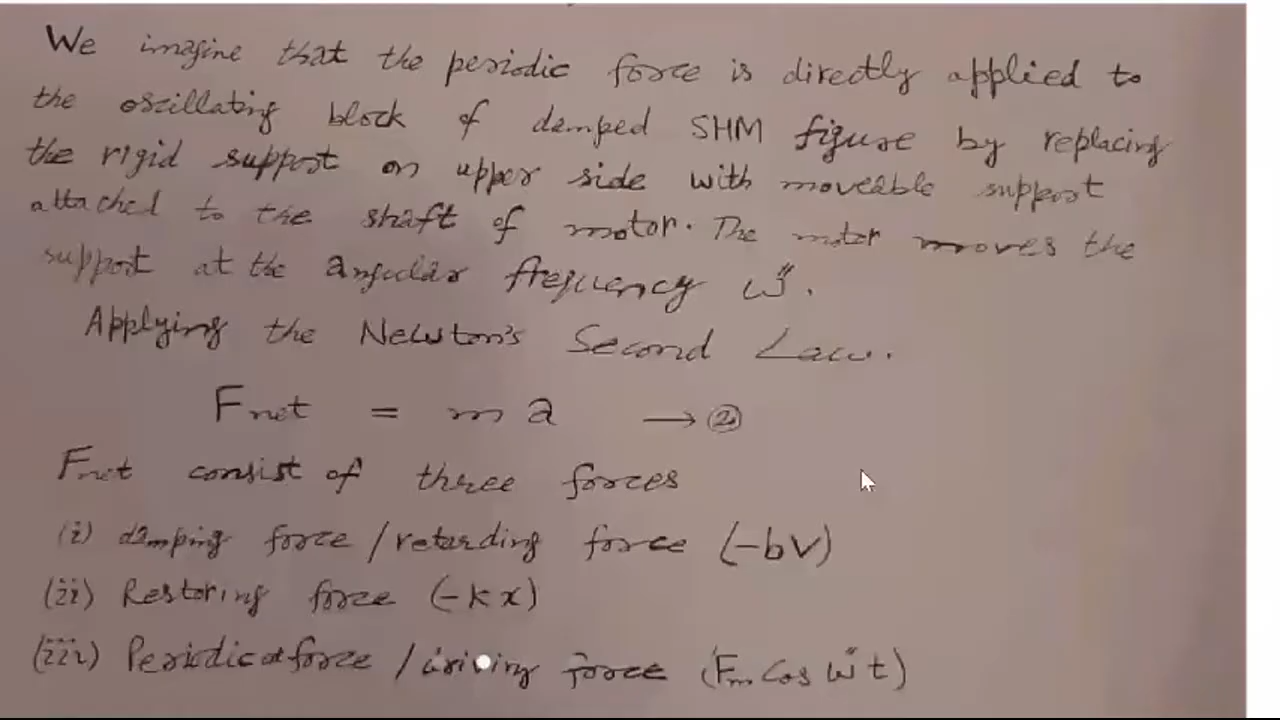 We imagine that the periodic force is directly applied to
the oscillating block of damped SHM figure by replacing
the rigid support on upper side with moveable support
attached to the shaft of motor. The motor moves the
support at the angular frequency ω".
Applying the Newton's Second Law.
Fnet = ma → ②
Fnet consist of three forces
(i) damping force / retarding force (-bv)
(ii) Restoring force (-kx)
(iii) Periodic force / driving force (Fm Cos ω" t)